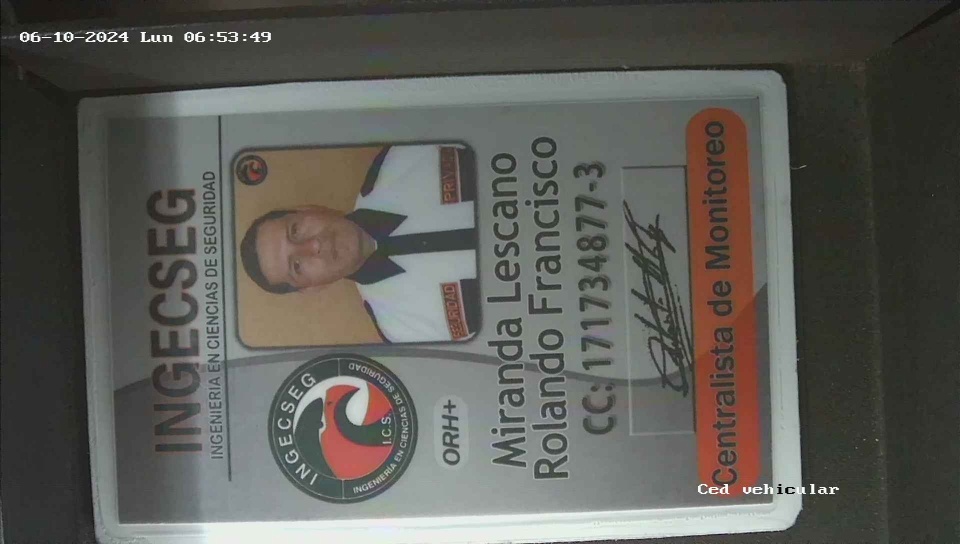 06-10-2024 Lun 06:53:49
INGECSEG
INGENIERIA EN CIENCIAS DE SEGURIDAD
SEGURIDAD
PRIVADA
INGECSEG
I.C.S.
INGENIERIA EN CIENCIAS DE SEGURIDAD
ORH+
Miranda Lescano
Rolando Francisco
CC: 171734877-3
Centralista de Monitoreo
Ced vehicular